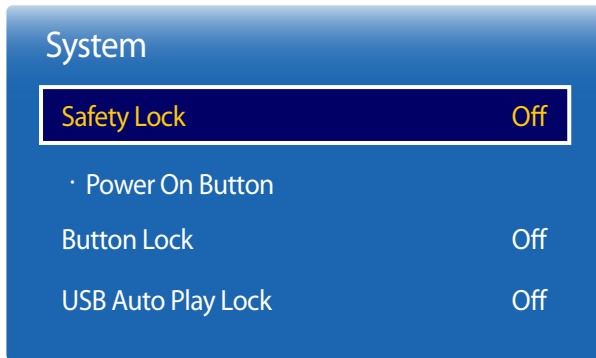 System
Safety Lock Off
· Power On Button
Button Lock Off
USB Auto Play Lock Off